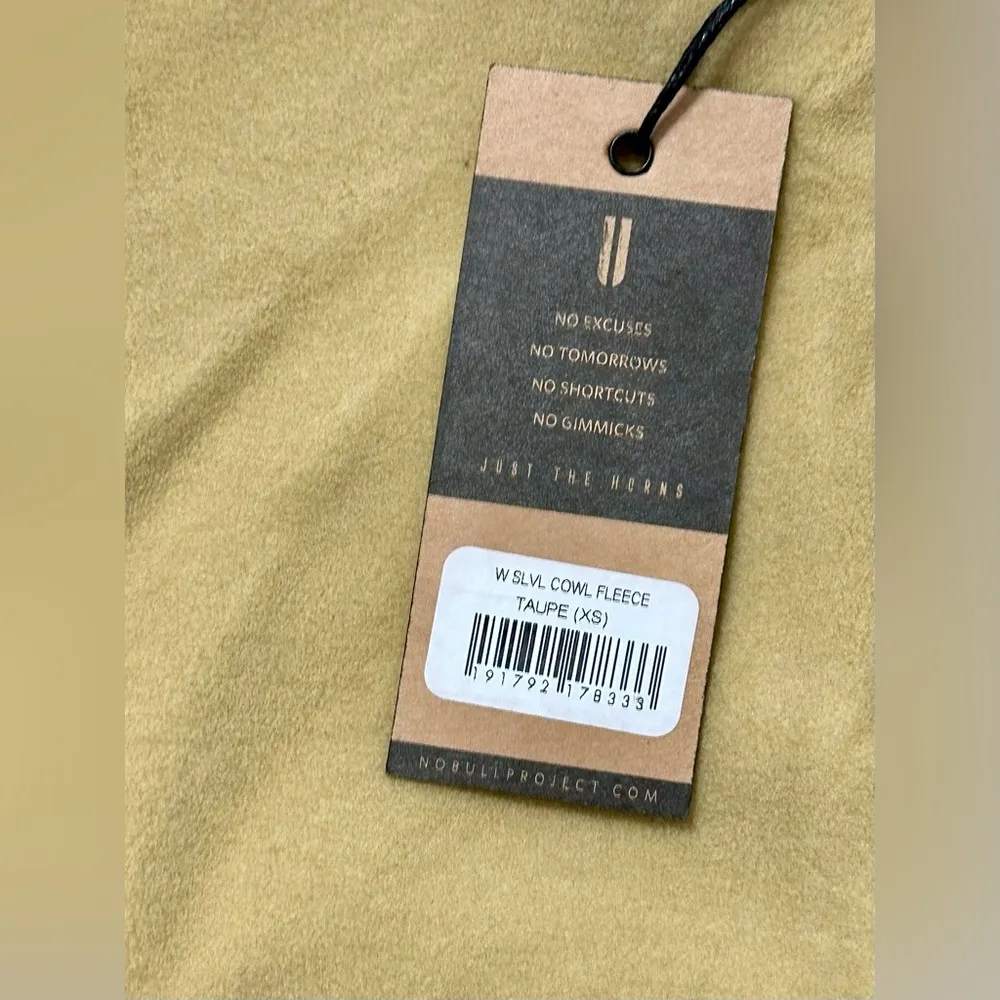 NO EXCUSES
NO TOMORROWS
NO SHORTCUTS
NO GIMMICKS
JUST THE HORNS
W SLVL COWL FLEECE
TAUPE (XS)
191792 178333
NOBULLPROJECT.COM